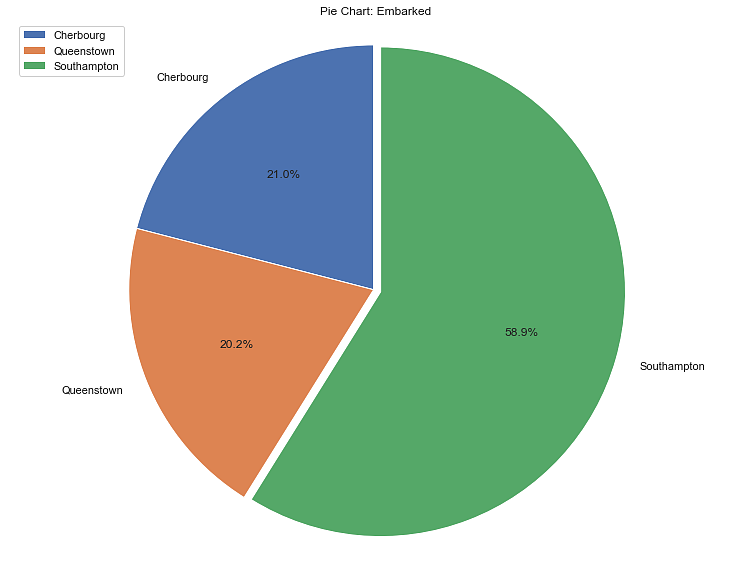 Pie Chart: Embarked
Cherbourg
Queenstown
Southampton
Cherbourg
21.0%
58.9%
20.2%
Southampton
Queenstown